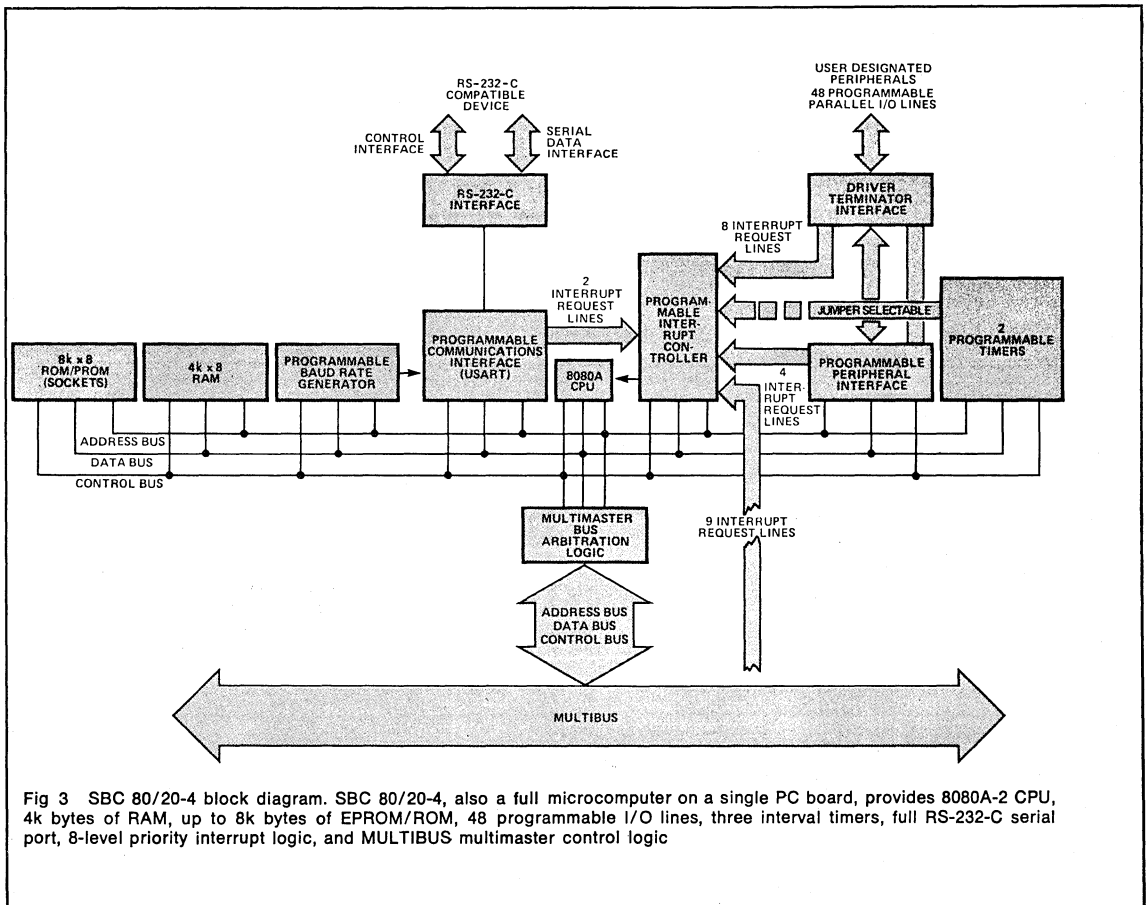 RS-232-C
COMPATIBLE
DEVICE
USER DESIGNATED
PERIPHERALS
48 PROGRAMMABLE
PARALLEL I/O LINES
CONTROL
INTERFACE
SERIAL
DATA
INTERFACE
RS-232-C
INTERFACE
DRIVER
TERMINATOR
INTERFACE
8 INTERRUPT
REQUEST
LINES
2
INTERRUPT
REQUEST
LINES
PROGRAM-
MABLE
INTER-
RUPT
CON-
TROLLER
JUMPER SELECTABLE
2
PROGRAMMABLE
TIMERS
8k x 8
ROM/PROM
(SOCKETS)
4k x 8
RAM
PROGRAMMABLE
BAUD RATE
GENERATOR
PROGRAMMABLE
COMMUNICATIONS
INTERFACE
(USART)
8080A
CPU
PROGRAMMABLE
PERIPHERAL
INTERFACE
4
INTER-
RUPT
REQUEST
LINES
ADDRESS BUS
DATA BUS
CONTROL BUS
MULTIMASTER
BUS
ARBITRATION
LOGIC
9 INTERRUPT
REQUEST LINES
ADDRESS BUS
DATA BUS
CONTROL BUS
MULTIBUS
Fig 3 SBC 80/20-4 block diagram. SBC 80/20-4, also a full microcomputer on a single PC board, provides 8080A-2 CPU,
4k bytes of RAM, up to 8k bytes of EPROM/ROM, 48 programmable I/O lines, three interval timers, full RS-232-C serial
port, 8-level priority interrupt logic, and MULTIBUS multimaster control logic